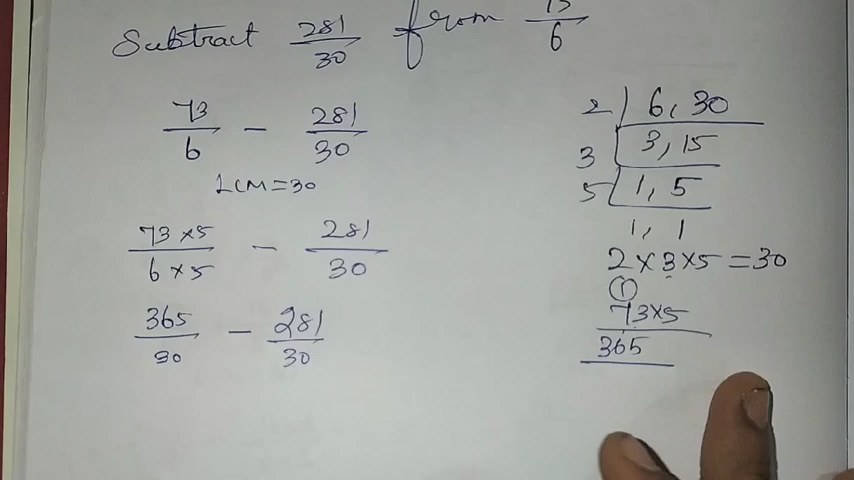 Subtract 281/30 from 73/6
73/6 - 281/30
LCM=30
73×5/6×5 - 281/30
365/30 - 281/30
2 | 6, 30
3 | 3, 15
5 | 1, 5
1, 1
2×3×5=30
①
73×5
365